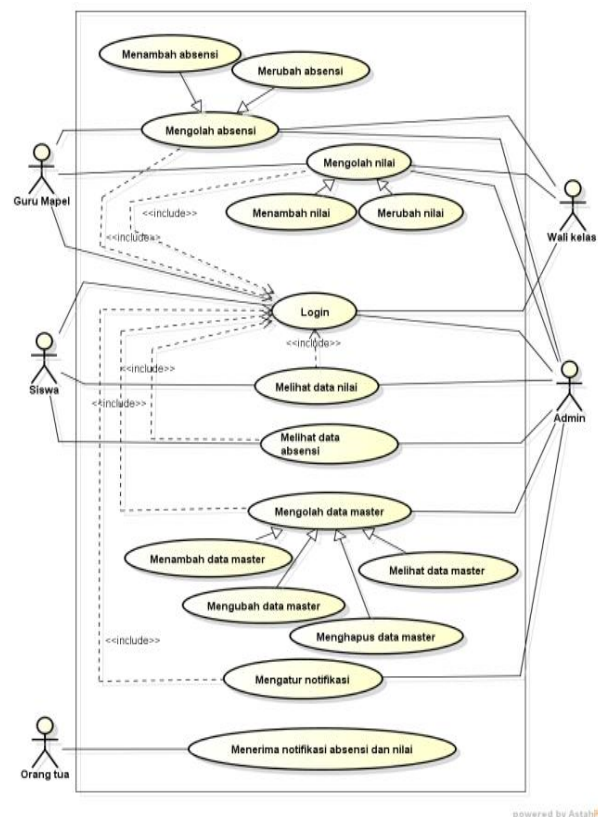 Menambah absensi
Merubah absensi
Mengolah absensi
Mengolah nilai
Guru Mapel
<<include>>
Menambah nilai
Merubah nilai
Wali kelas
<<include>>
Login
<<include>>
<<include>>
Melihat data nilai
Siswa
<<include>>
Admin
Melihat data
absensi
Mengolah data master
Menambah data master
Melihat data master
Mengubah data master
Menghapus data master
<<include>>
Mengatur notifikasi
Menerima notifikasi absensi dan nilai
Orang tua
powered by Astah